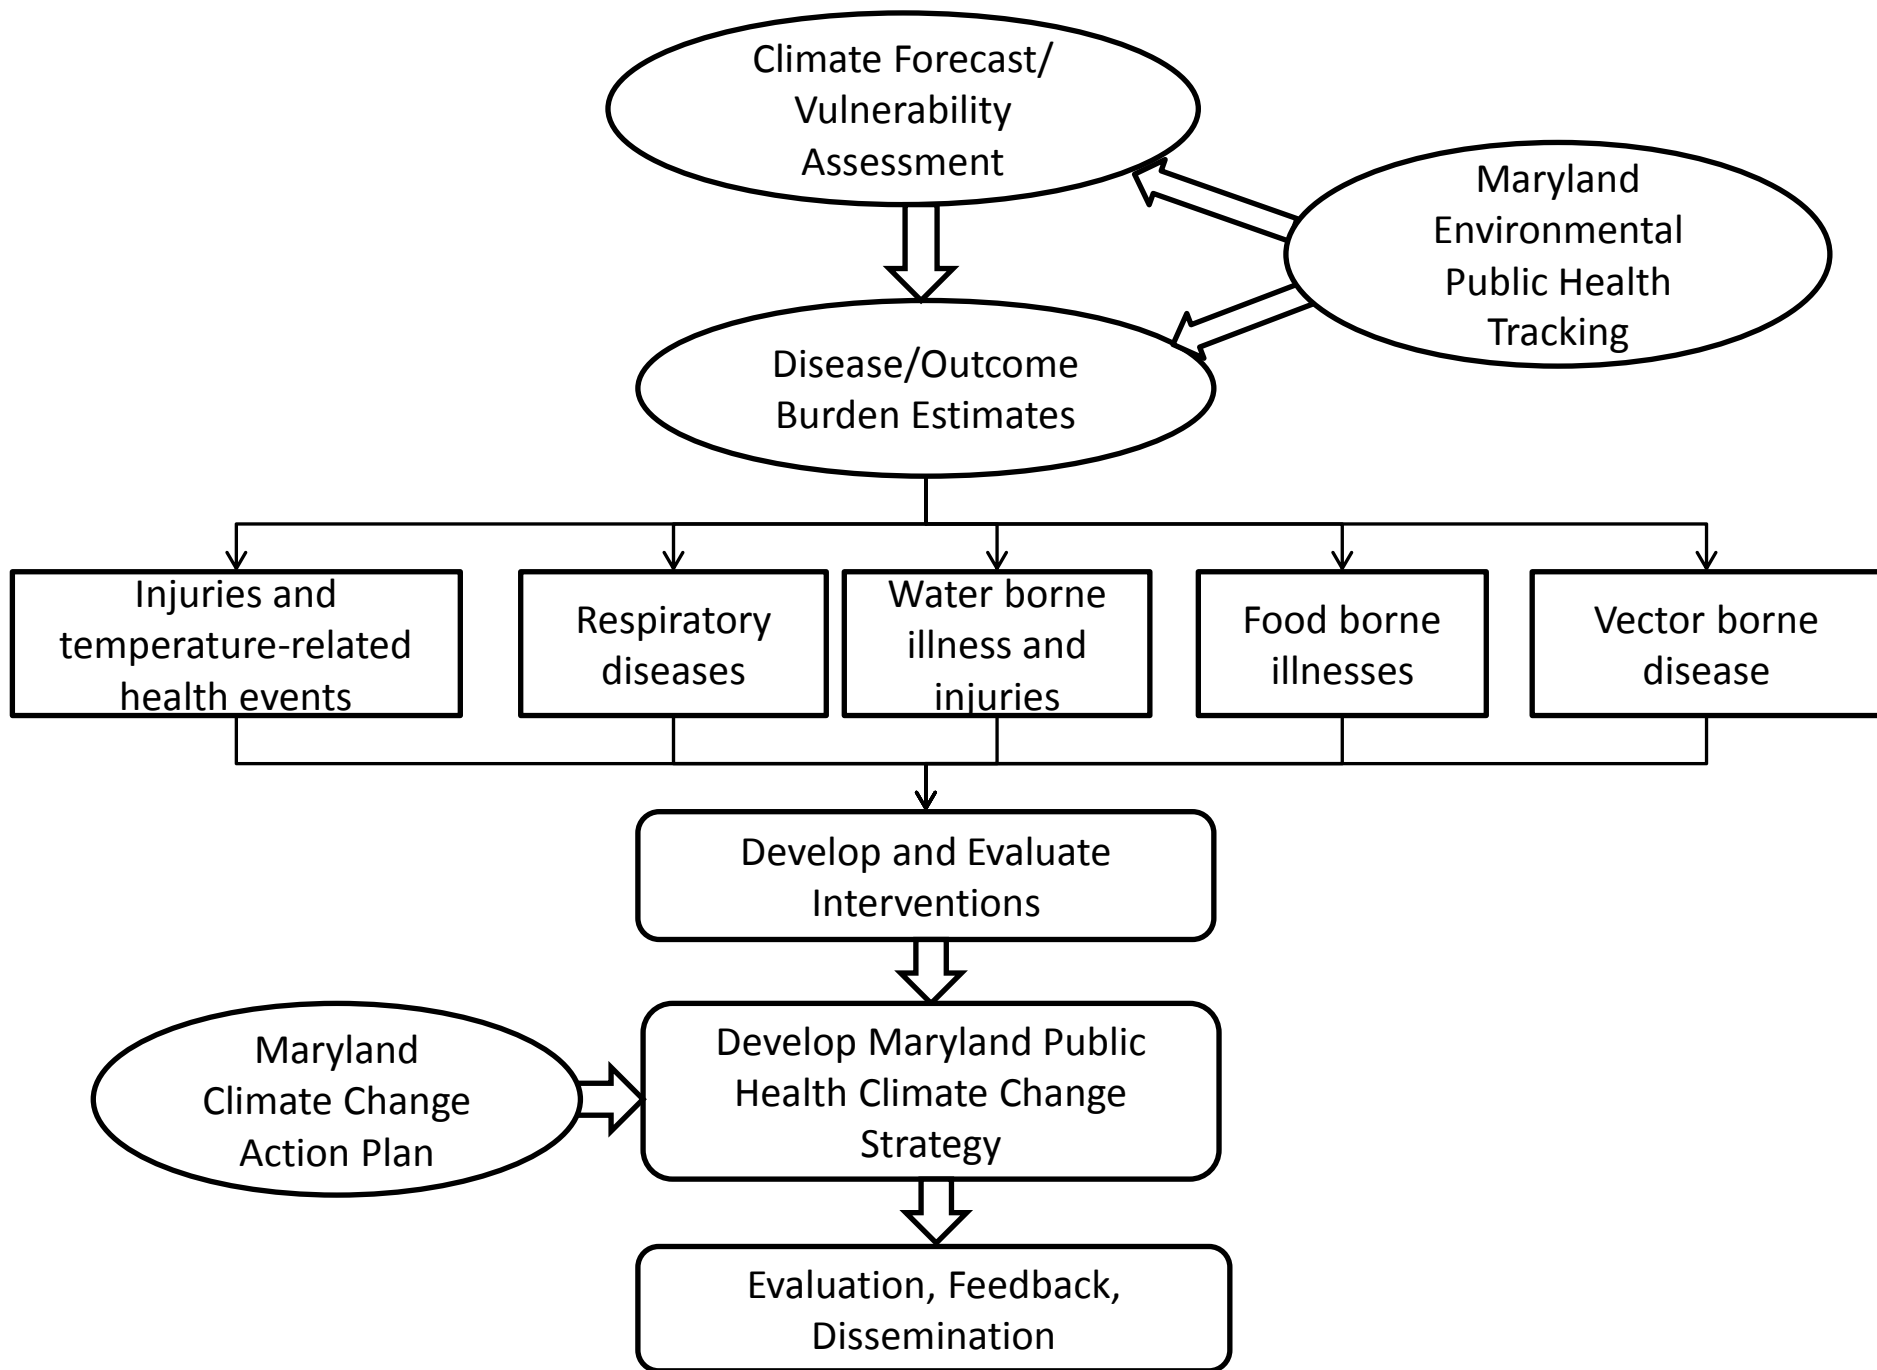 Climate Forecast/
Vulnerability
Assessment
Maryland
Environmental
Public Health
Tracking
Disease/Outcome
Burden Estimates
Injuries and
temperature-related
health events
Respiratory
diseases
Water borne
illness and
injuries
Food borne
illnesses
Vector borne
disease
Develop and Evaluate
Interventions
Maryland
Climate Change
Action Plan
Develop Maryland Public
Health Climate Change
Strategy
Evaluation, Feedback,
Dissemination